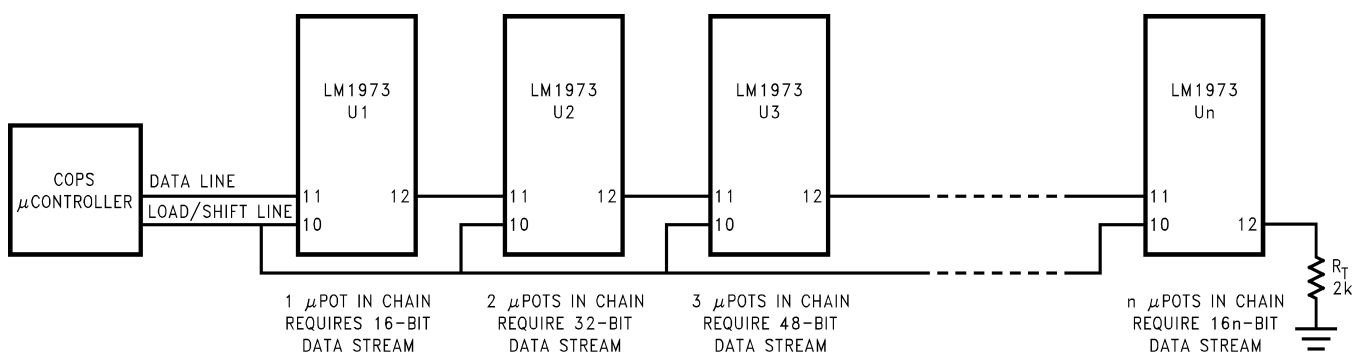 LM1973
U1
LM1973
U2
LM1973
U3
LM1973
Un
COPS
μCONTROLLER
DATA LINE
LOAD/SHIFT LINE
11
12
10
11
12
10
11
12
10
11
10
12
RT
2k
1 μPOT IN CHAIN
REQUIRES 16-BIT
DATA STREAM
2 μPOTS IN CHAIN
REQUIRE 32-BIT
DATA STREAM
3 μPOTS IN CHAIN
REQUIRE 48-BIT
DATA STREAM
n μPOTS IN CHAIN
REQUIRE 16n-BIT
DATA STREAM